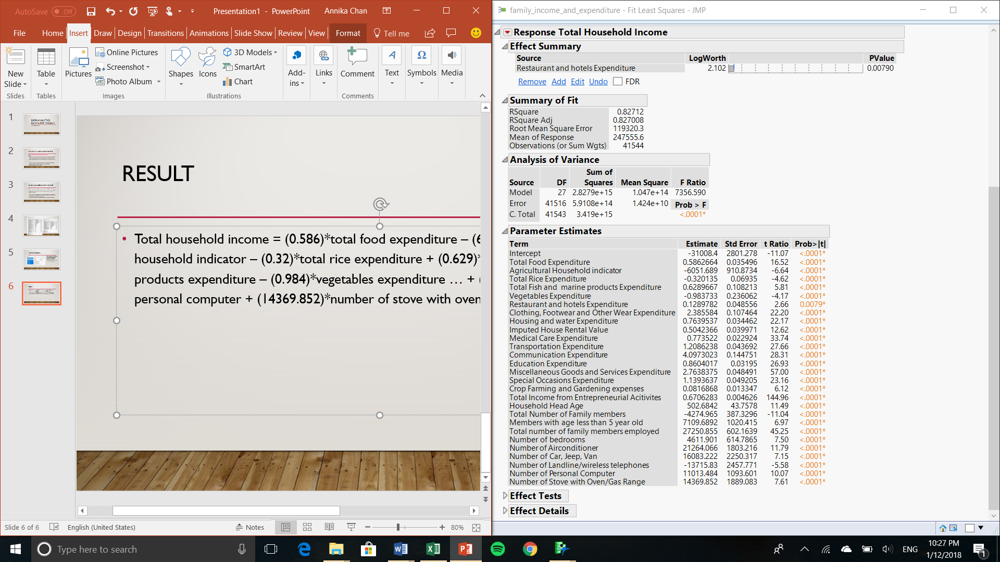 AutoSave Off
Presentation1 - PowerPoint
Annika Chan
File Home Insert Draw Design Transitions Animations Slide Show Review View Format Tell me
New Slide
Table
Pictures
Online Pictures
Screenshot
Photo Album
Shapes
Icons
3D Models
SmartArt
Chart
Add-ins
Links
Comment
Text
Symbols
Media
Slides Tables Images Illustrations Comments
1
2
3
4
5
6
DATA ANALYTICS
BOOTCAMP PROJECT
RESULT
• Total household income = (0.586)*total food expenditure – (6
household indicator – (0.32)*total rice expenditure + (0.629)*
products expenditure – (0.984)*vegetables expenditure … + (
personal computer + (14369.852)*number of stove with oven
Slide 6 of 6 English (United States) Notes 80%
family_income_and_expenditure - Fit Least Squares - JMP
Response Total Household Income
Effect Summary
Source LogWorth PValue
Restaurant and hotels Expenditure 2.102 0.00790
Remove Add Edit Undo FDR
Summary of Fit
RSquare 0.82712
RSquare Adj 0.827008
Root Mean Square Error 119320.3
Mean of Response 247555.6
Observations (or Sum Wgts) 41544
Analysis of Variance
Source DF Sum of Squares Mean Square F Ratio
Model 27 2.8279e+15 1.047e+14 7356.590
Error 41516 5.9108e+14 1.424e+10 Prob > F
C. Total 41543 3.419e+15 <.0001*
Parameter Estimates
Term Estimate Std Error t Ratio Prob>|t|
Intercept -31008.4 2801.278 -11.07 <.0001*
Total Food Expenditure 0.5862664 0.035496 16.52 <.0001*
Agricultural Household indicator -6051.689 910.8734 -6.64 <.0001*
Total Rice Expenditure -0.320135 0.06935 -4.62 <.0001*
Total Fish and marine products Expenditure 0.6289667 0.108213 5.81 <.0001*
Vegetables Expenditure -0.983733 0.236062 -4.17 <.0001*
Restaurant and hotels Expenditure 0.1289782 0.048556 2.66 0.0079*
Clothing, Footwear and Other Wear Expenditure 2.385584 0.107464 22.20 <.0001*
Housing and water Expenditure 0.7639537 0.034462 22.17 <.0001*
Imputed House Rental Value 0.5042366 0.039971 12.62 <.0001*
Medical Care Expenditure 0.773522 0.022924 33.74 <.0001*
Transportation Expenditure 1.2086238 0.043692 27.66 <.0001*
Communication Expenditure 4.0973023 0.144751 28.31 <.0001*
Education Expenditure 0.8604017 0.03195 26.93 <.0001*
Miscellaneous Goods and Services Expenditure 2.7638375 0.048491 57.00 <.0001*
Special Occasions Expenditure 1.1393637 0.049205 23.16 <.0001*
Crop Farming and Gardening expenses 0.0816868 0.013347 6.12 <.0001*
Total Income from Entrepreneurial Acitivites 0.6706283 0.004626 144.96 <.0001*
Household Head Age 502.6842 43.7578 11.49 <.0001*
Total Number of Family members -4274.965 387.3296 -11.04 <.0001*
Members with age less than 5 year old 7109.6892 1020.415 6.97 <.0001*
Total number of family members employed 27250.855 602.1639 45.25 <.0001*
Number of bedrooms 4611.901 614.7865 7.50 <.0001*
Number of Airconditioner 21264.066 1803.216 11.79 <.0001*
Number of Car, Jeep, Van 16083.222 2250.317 7.15 <.0001*
Number of Landline/wireless telephones -13715.83 2457.771 -5.58 <.0001*
Number of Personal Computer 11013.484 1093.601 10.07 <.0001*
Number of Stove with Oven/Gas Range 14369.852 1889.083 7.61 <.0001*
Effect Tests
Effect Details
Type here to search
ENG
10:27 PM
1/12/2018
1